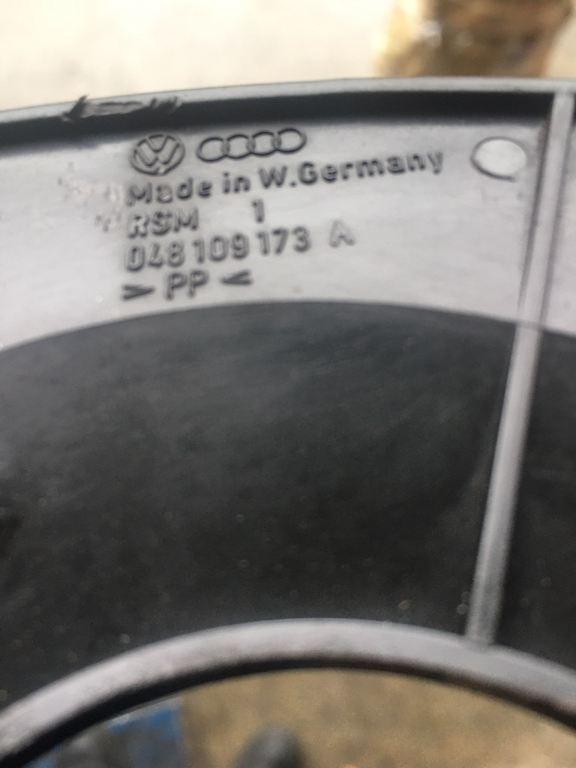 Made in W.Germany
RSM 1
048 109 173 A
> PP <